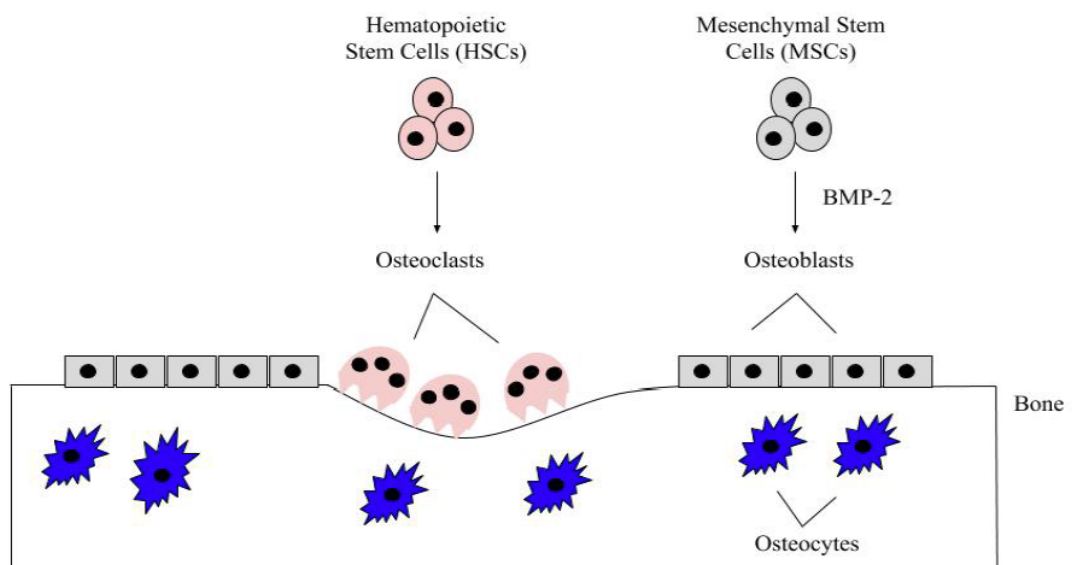 Hematopoietic
Stem Cells (HSCs)
Mesenchymal Stem
Cells (MSCs)
BMP-2
Osteoclasts
Osteoblasts
Bone
Osteocytes